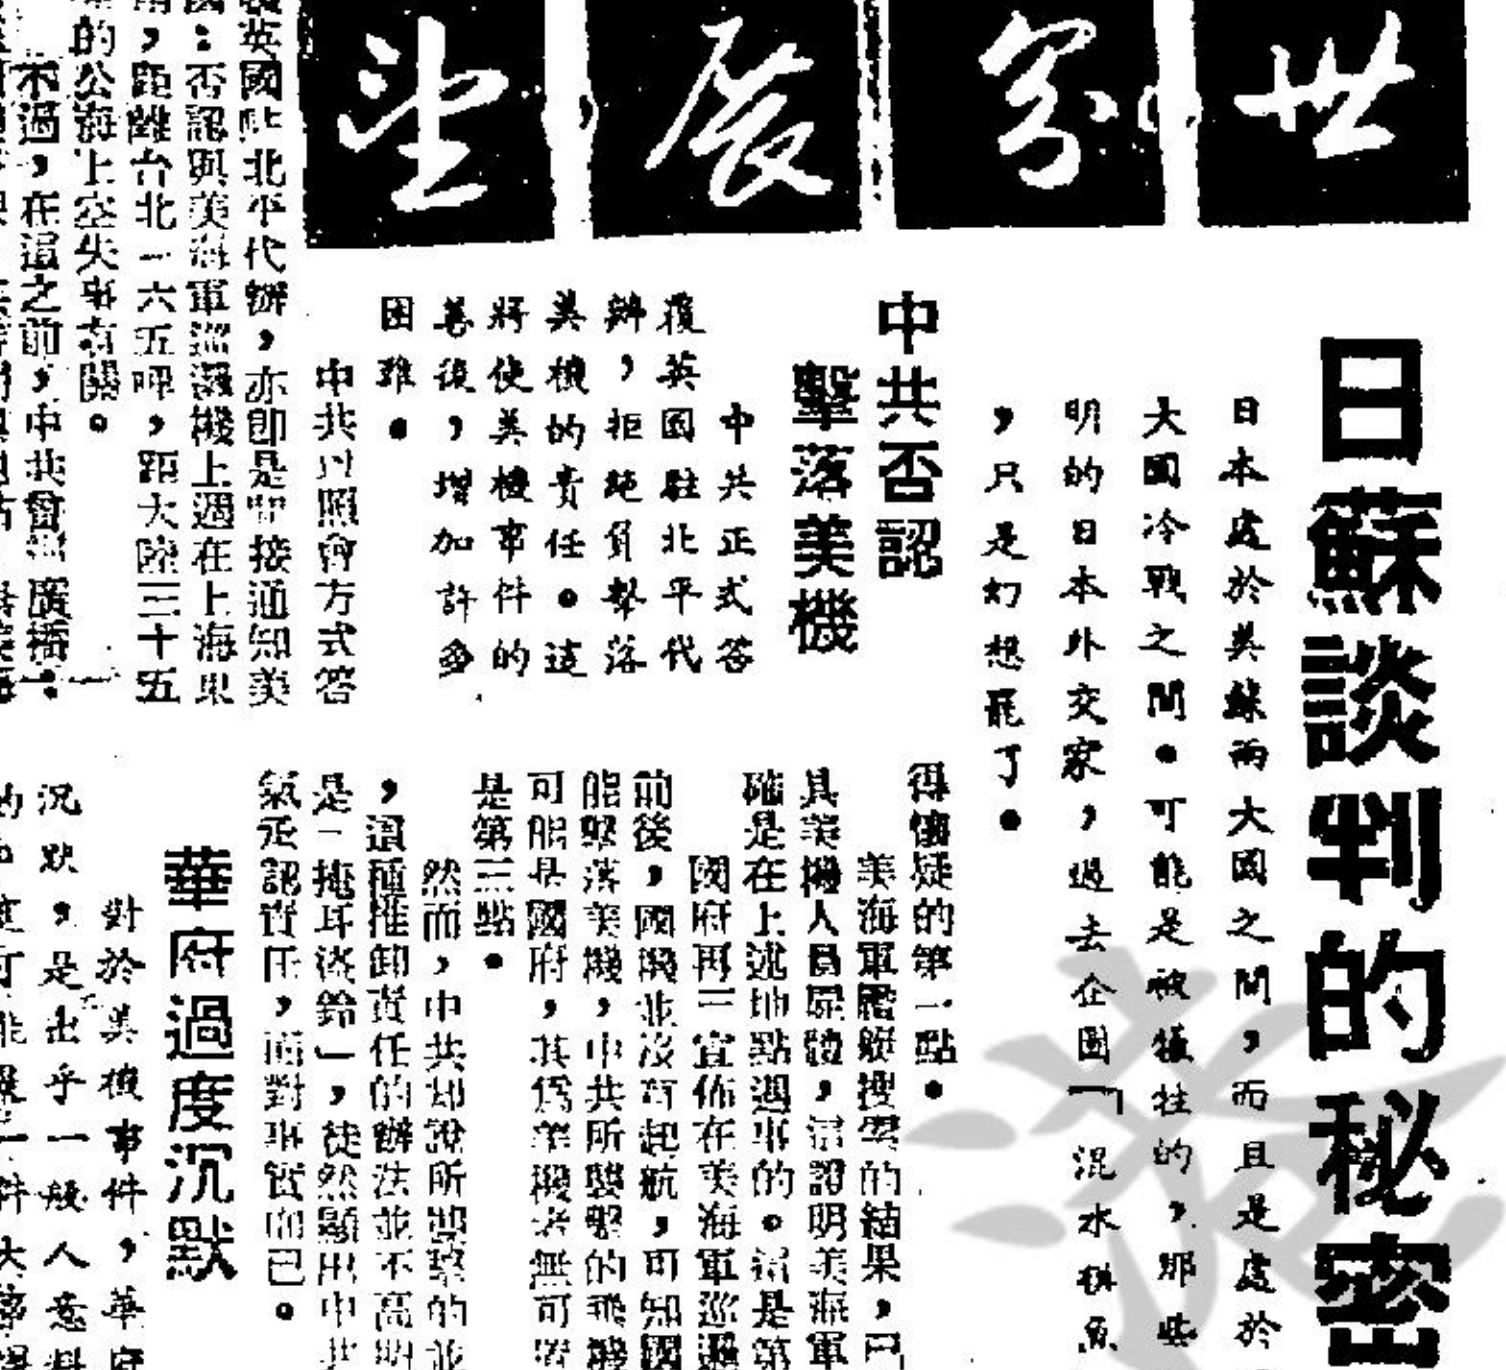 世界展望
日蘇談判的秘密
日本處於美蘇兩大國之間，而且是處於
大國冷戰之間。可能是被犧牲的，那些
明的日本外交家，過去企圖「混水摸魚
，只是幻想罷了。
中共否認
擊落美機
中共正式答
覆英國駐北平代
辦，拒絕負擊落
美機的責任。這
將使美機事件的
善後，增加許多
困難。
中共以照會方式答
覆英國駐北平代辦，亦即是間接通知美
國：否認與美海軍巡邏機上週在上海東
南，距離台北一六五哩，距大陸三十五
的公海上空失事有關。
不過，在這之前，中共曾 廣播：
得懷疑的第一點。
美海軍艦艇搜索的結果，已
其美機人員屍體，這證明美海軍
確是在上述地點遇事的。這是第
國府再三宣佈在美海軍巡邏
前後，國機並沒有起航，可知國
能擊落美機，中共所襲擊的飛機
可能是國府，其為美機者無可置
是第三點。
然而，中共却說所襲擊的並
，這種推卸責任的辦法並不高明
是「掩耳盜鈴」，徒然顯出中共
氣承認責任，面對事實而已。
華府過度沉默
對於美機事件，華府
沉默，是出乎一般人意料